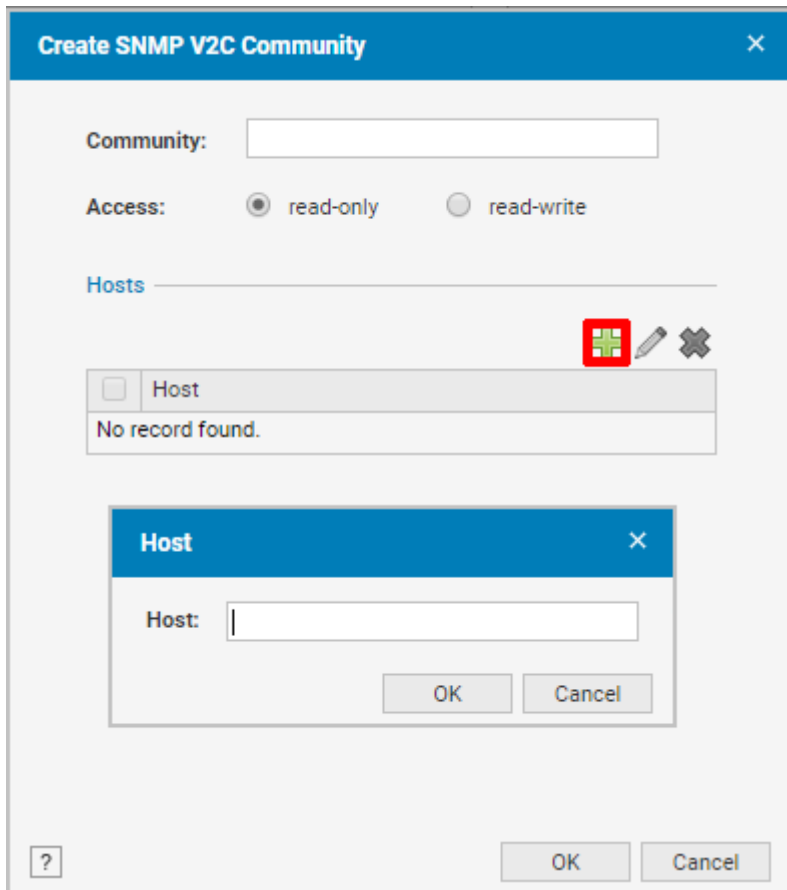 Create SNMP V2C Community
Community:
Access: read-only read-write
Hosts
Host
No record found.
Host
Host:
OK Cancel
? OK Cancel